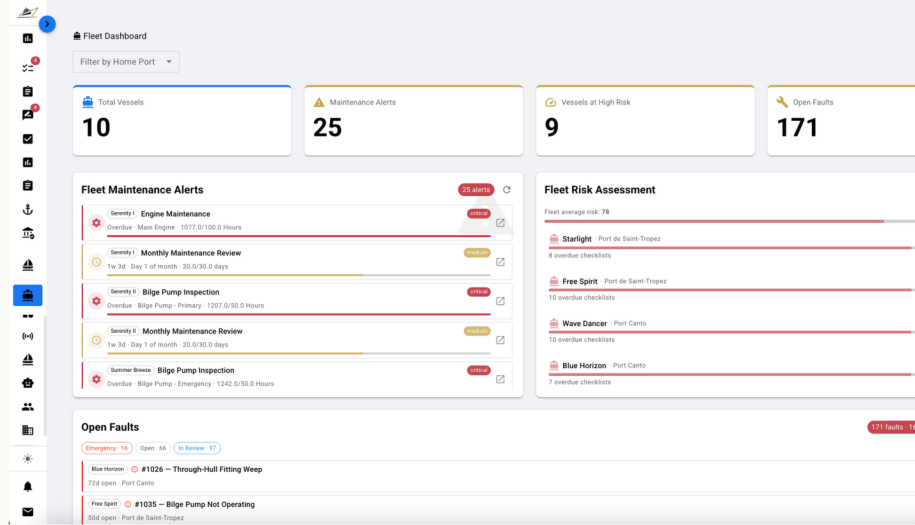 4
4
Fleet Dashboard
Filter by Home Port
Total Vessels
10
Maintenance Alerts
25
Vessels at High Risk
9
Open Faults
171
Fleet Maintenance Alerts
25 alerts
Serenity I Engine Maintenance critical
Overdue · Main Engine · 1077.0/100.0 Hours
Serenity I Monthly Maintenance Review medium
1w 3d · Day 1 of month · 20.0/30.0 days
Serenity II Bilge Pump Inspection critical
Overdue · Bilge Pump - Primary · 1207.0/50.0 Hours
Serenity II Monthly Maintenance Review medium
1w 3d · Day 1 of month · 20.0/30.0 days
Summer Breeze Bilge Pump Inspection critical
Overdue · Bilge Pump - Emergency · 1242.0/50.0 Hours
Fleet Risk Assessment
Fleet average risk: 78
Starlight · Port de Saint-Tropez
8 overdue checklists
Free Spirit · Port de Saint-Tropez
10 overdue checklists
Wave Dancer · Port Canto
10 overdue checklists
Blue Horizon · Port Canto
7 overdue checklists
Open Faults
171 faults · 16
Emergency · 16 Open · 66 In Review · 97
Blue Horizon #1026 — Through-Hull Fitting Weep
72d open · Port Canto
Free Spirit #1035 — Bilge Pump Not Operating
50d open · Port de Saint-Tropez